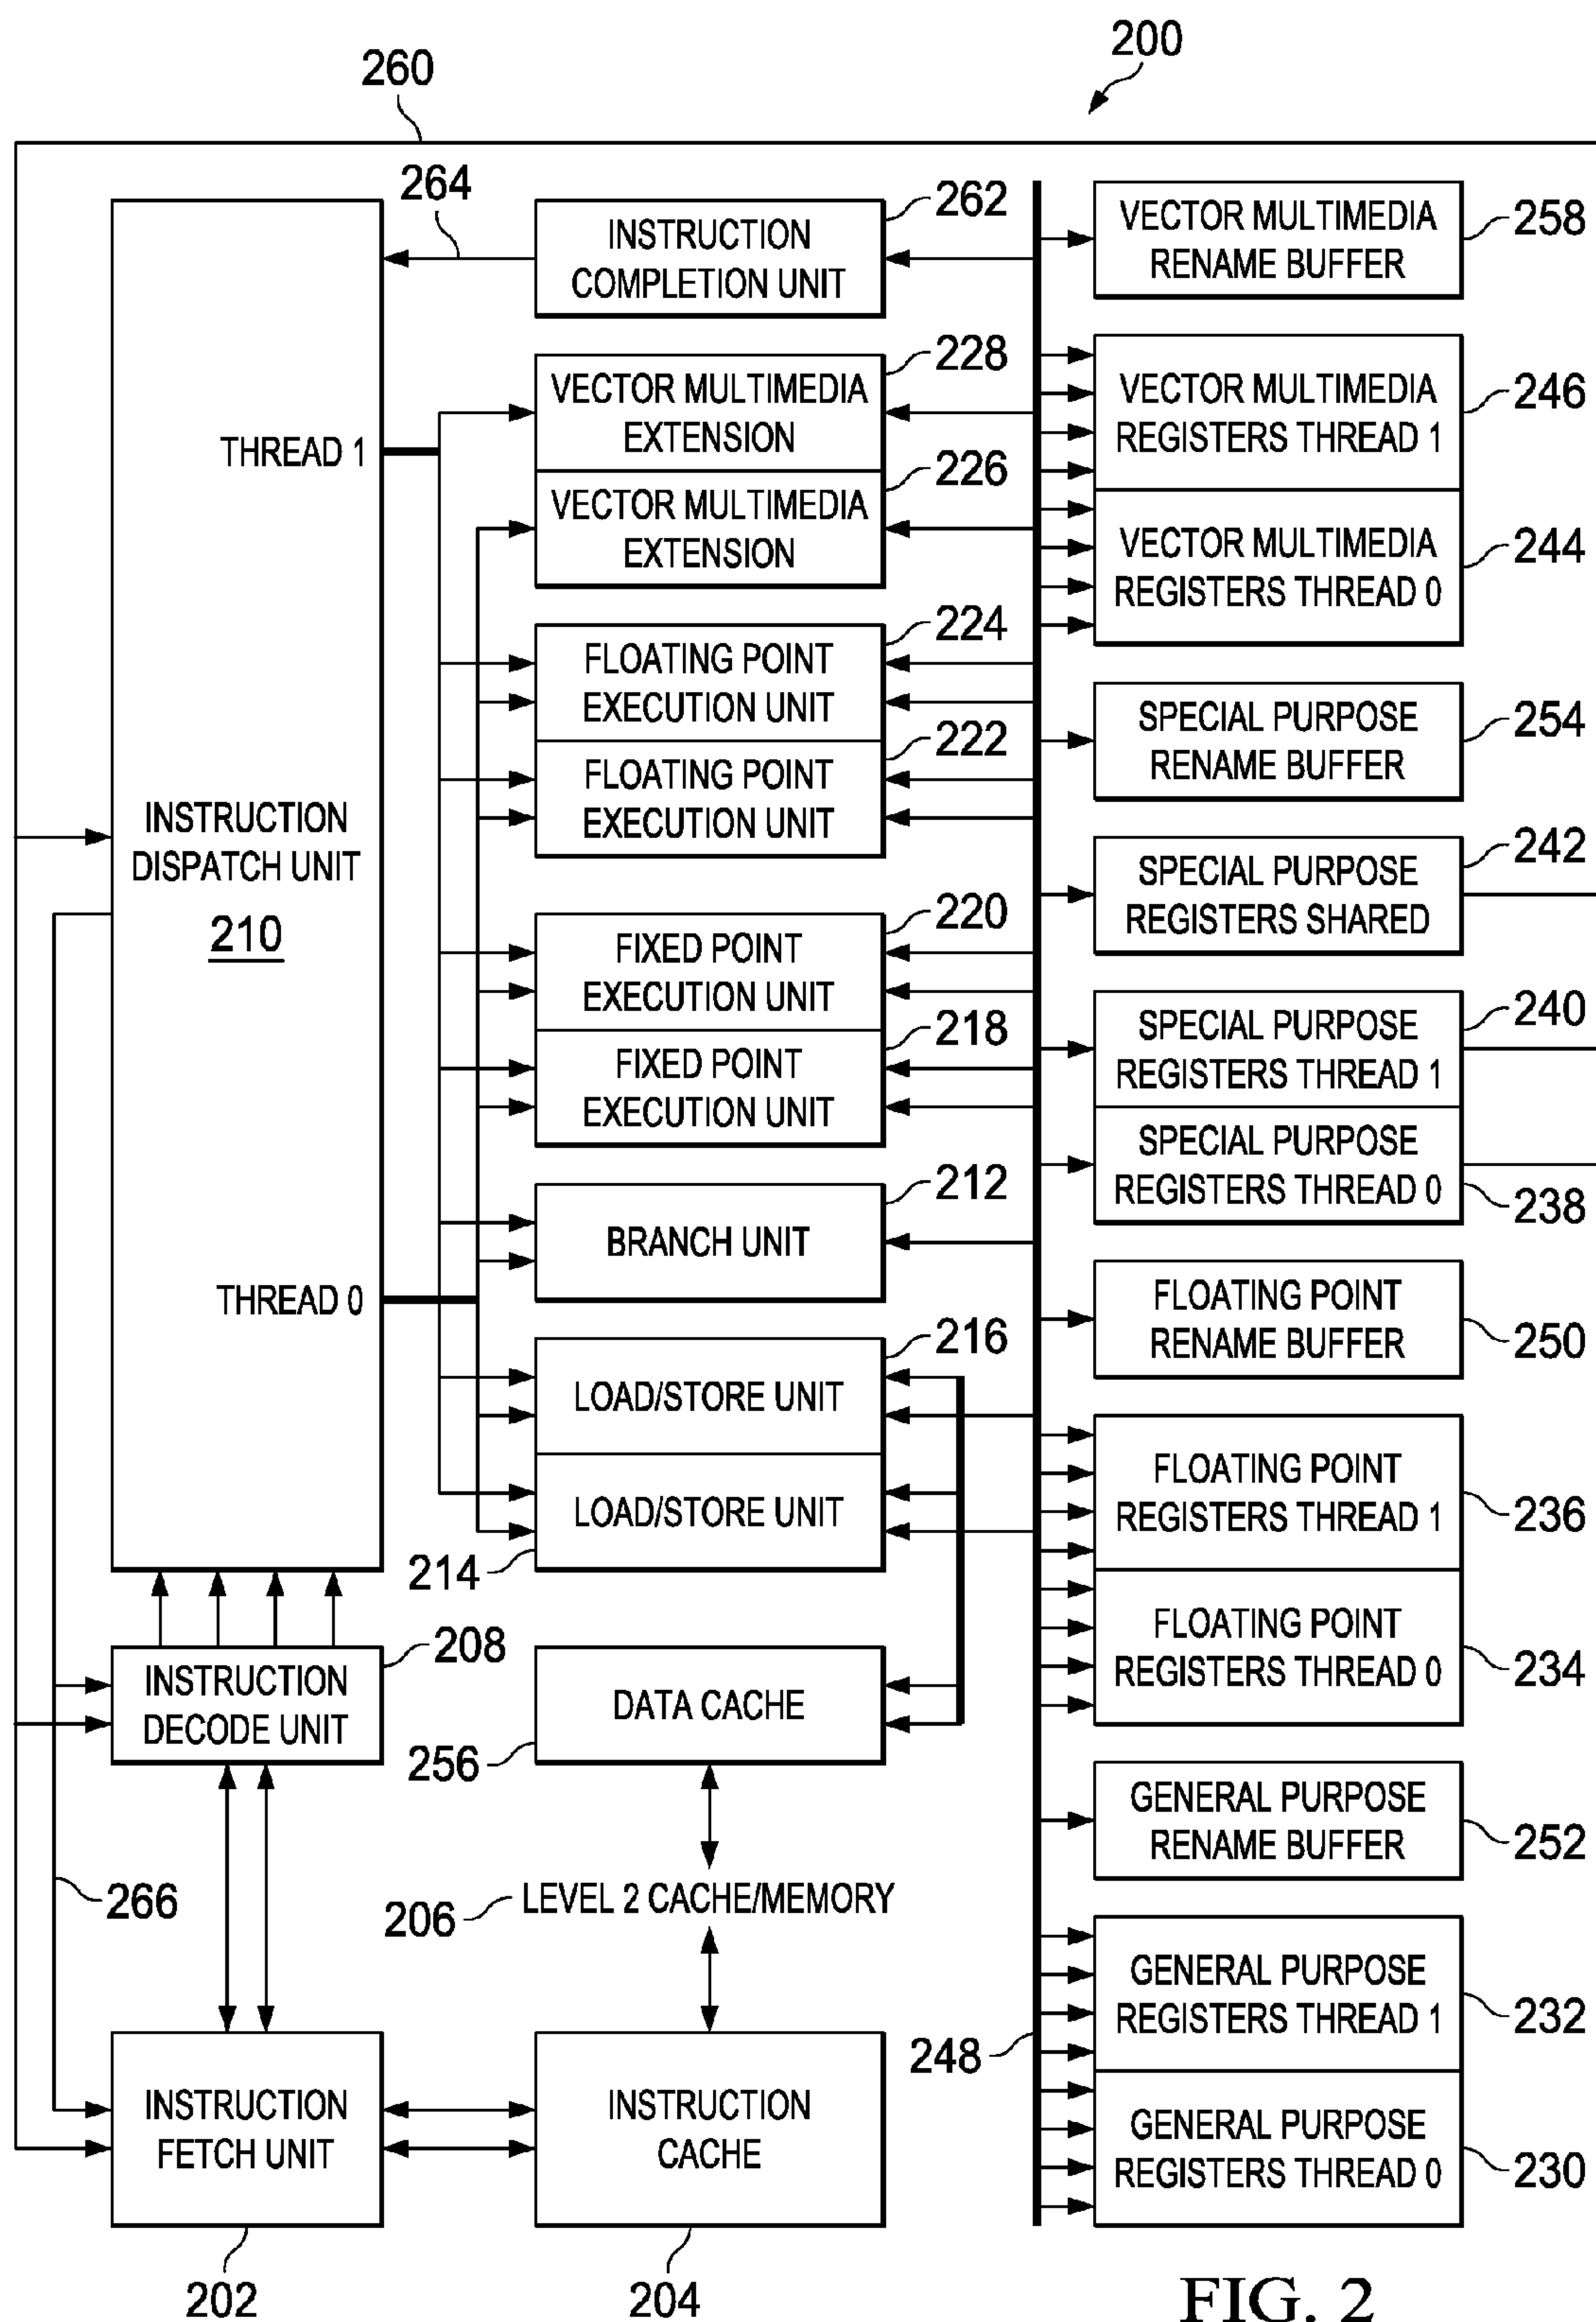 200
260
264
262
INSTRUCTION
COMPLETION UNIT
VECTOR MULTIMEDIA
RENAME BUFFER
258
228
VECTOR MULTIMEDIA
EXTENSION
THREAD 1
226
VECTOR MULTIMEDIA
EXTENSION
VECTOR MULTIMEDIA
REGISTERS THREAD 1
246
VECTOR MULTIMEDIA
REGISTERS THREAD 0
244
224
FLOATING POINT
EXECUTION UNIT
222
FLOATING POINT
EXECUTION UNIT
SPECIAL PURPOSE
RENAME BUFFER
254
INSTRUCTION
DISPATCH UNIT
210
SPECIAL PURPOSE
REGISTERS SHARED
242
220
FIXED POINT
EXECUTION UNIT
218
FIXED POINT
EXECUTION UNIT
SPECIAL PURPOSE
REGISTERS THREAD 1
240
SPECIAL PURPOSE
REGISTERS THREAD 0
238
212
BRANCH UNIT
THREAD 0
FLOATING POINT
RENAME BUFFER
250
216
LOAD/STORE UNIT
LOAD/STORE UNIT
214
FLOATING POINT
REGISTERS THREAD 1
236
FLOATING POINT
REGISTERS THREAD 0
234
208
INSTRUCTION
DECODE UNIT
DATA CACHE
256
GENERAL PURPOSE
RENAME BUFFER
252
266
206
LEVEL 2 CACHE/MEMORY
GENERAL PURPOSE
REGISTERS THREAD 1
232
248
INSTRUCTION
FETCH UNIT
INSTRUCTION
CACHE
GENERAL PURPOSE
REGISTERS THREAD 0
230
202
204
FIG. 2